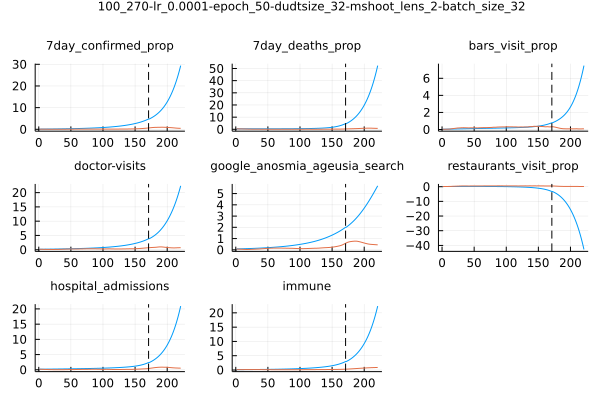 100_270-lr_0.0001-epoch_50-dudtsize_32-mshoot_lens_2-batch_size_32
7day_confirmed_prop
7day_deaths_prop
bars_visit_prop
30
20
10
0
0 50 100 150 200
50
40
30
20
10
0
0 50 100 150 200
6
4
2
0
0 50 100 150 200
doctor-visits
google_anosmia_ageusia_search
restaurants_visit_prop
20
15
10
5
0
0 50 100 150 200
5
4
3
2
1
0
0 50 100 150 200
0
−10
−20
−30
−40
0 50 100 150 200
hospital_admissions
immune
20
15
10
5
0
0 50 100 150 200
20
15
10
5
0
0 50 100 150 200